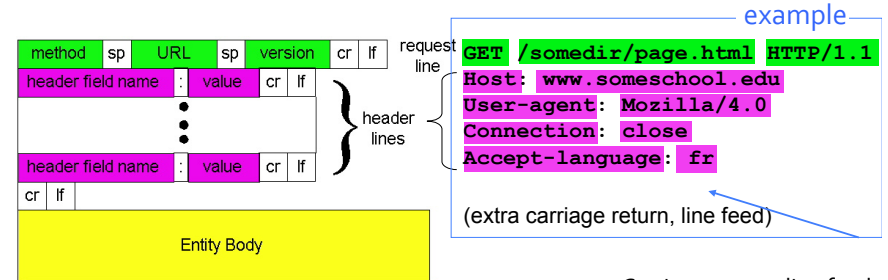 example
method sp URL sp version cr lf
header field name : value cr lf
header field name : value cr lf
cr lf
Entity Body
request
line
header
lines
GET /somedir/page.html HTTP/1.1
Host: www.someschool.edu
User-agent: Mozilla/4.0
Connection: close
Accept-language: fr
(extra carriage return, line feed)